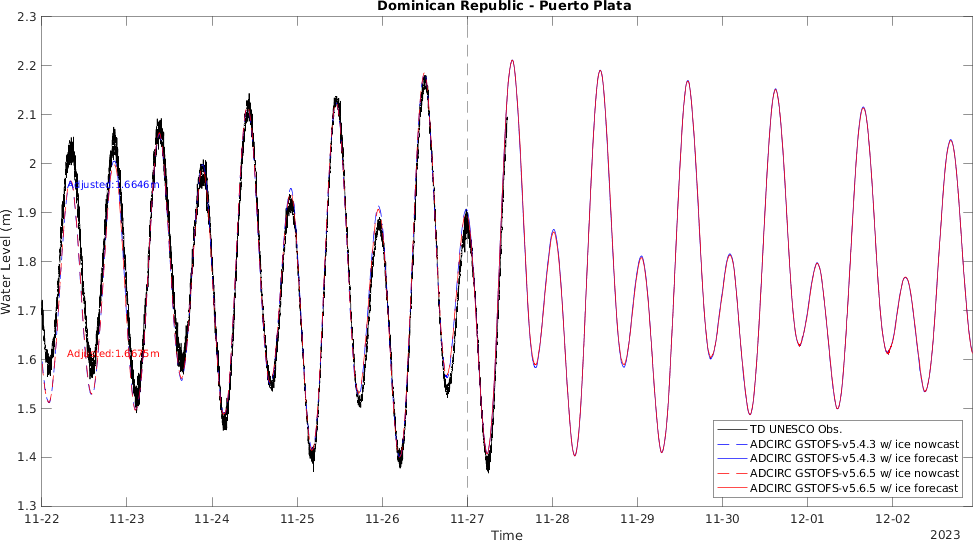 Dominican Republic - Puerto Plata
2.3
2.2
2.1
2
1.9
1.8
1.7
1.6
1.5
1.4
1.3
Water Level (m)
Adjusted:1.6646m
Adjusted:1.6675m
TD UNESCO Obs.
ADCIRC GSTOFS-v5.4.3 w/ ice nowcast
ADCIRC GSTOFS-v5.4.3 w/ ice forecast
ADCIRC GSTOFS-v5.6.5 w/ ice nowcast
ADCIRC GSTOFS-v5.6.5 w/ ice forecast
11-22 11-23 11-24 11-25 11-26 11-27 11-28 11-29 11-30 12-01 12-02
Time
2023